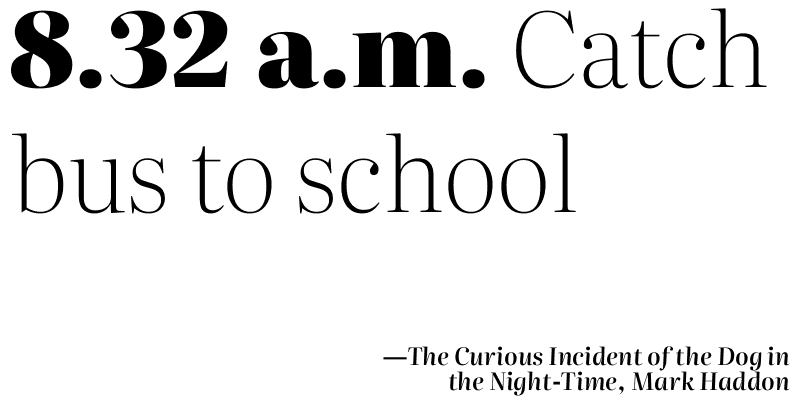 8.32 a.m. Catch
bus to school
—The Curious Incident of the Dog in
the Night-Time, Mark Haddon